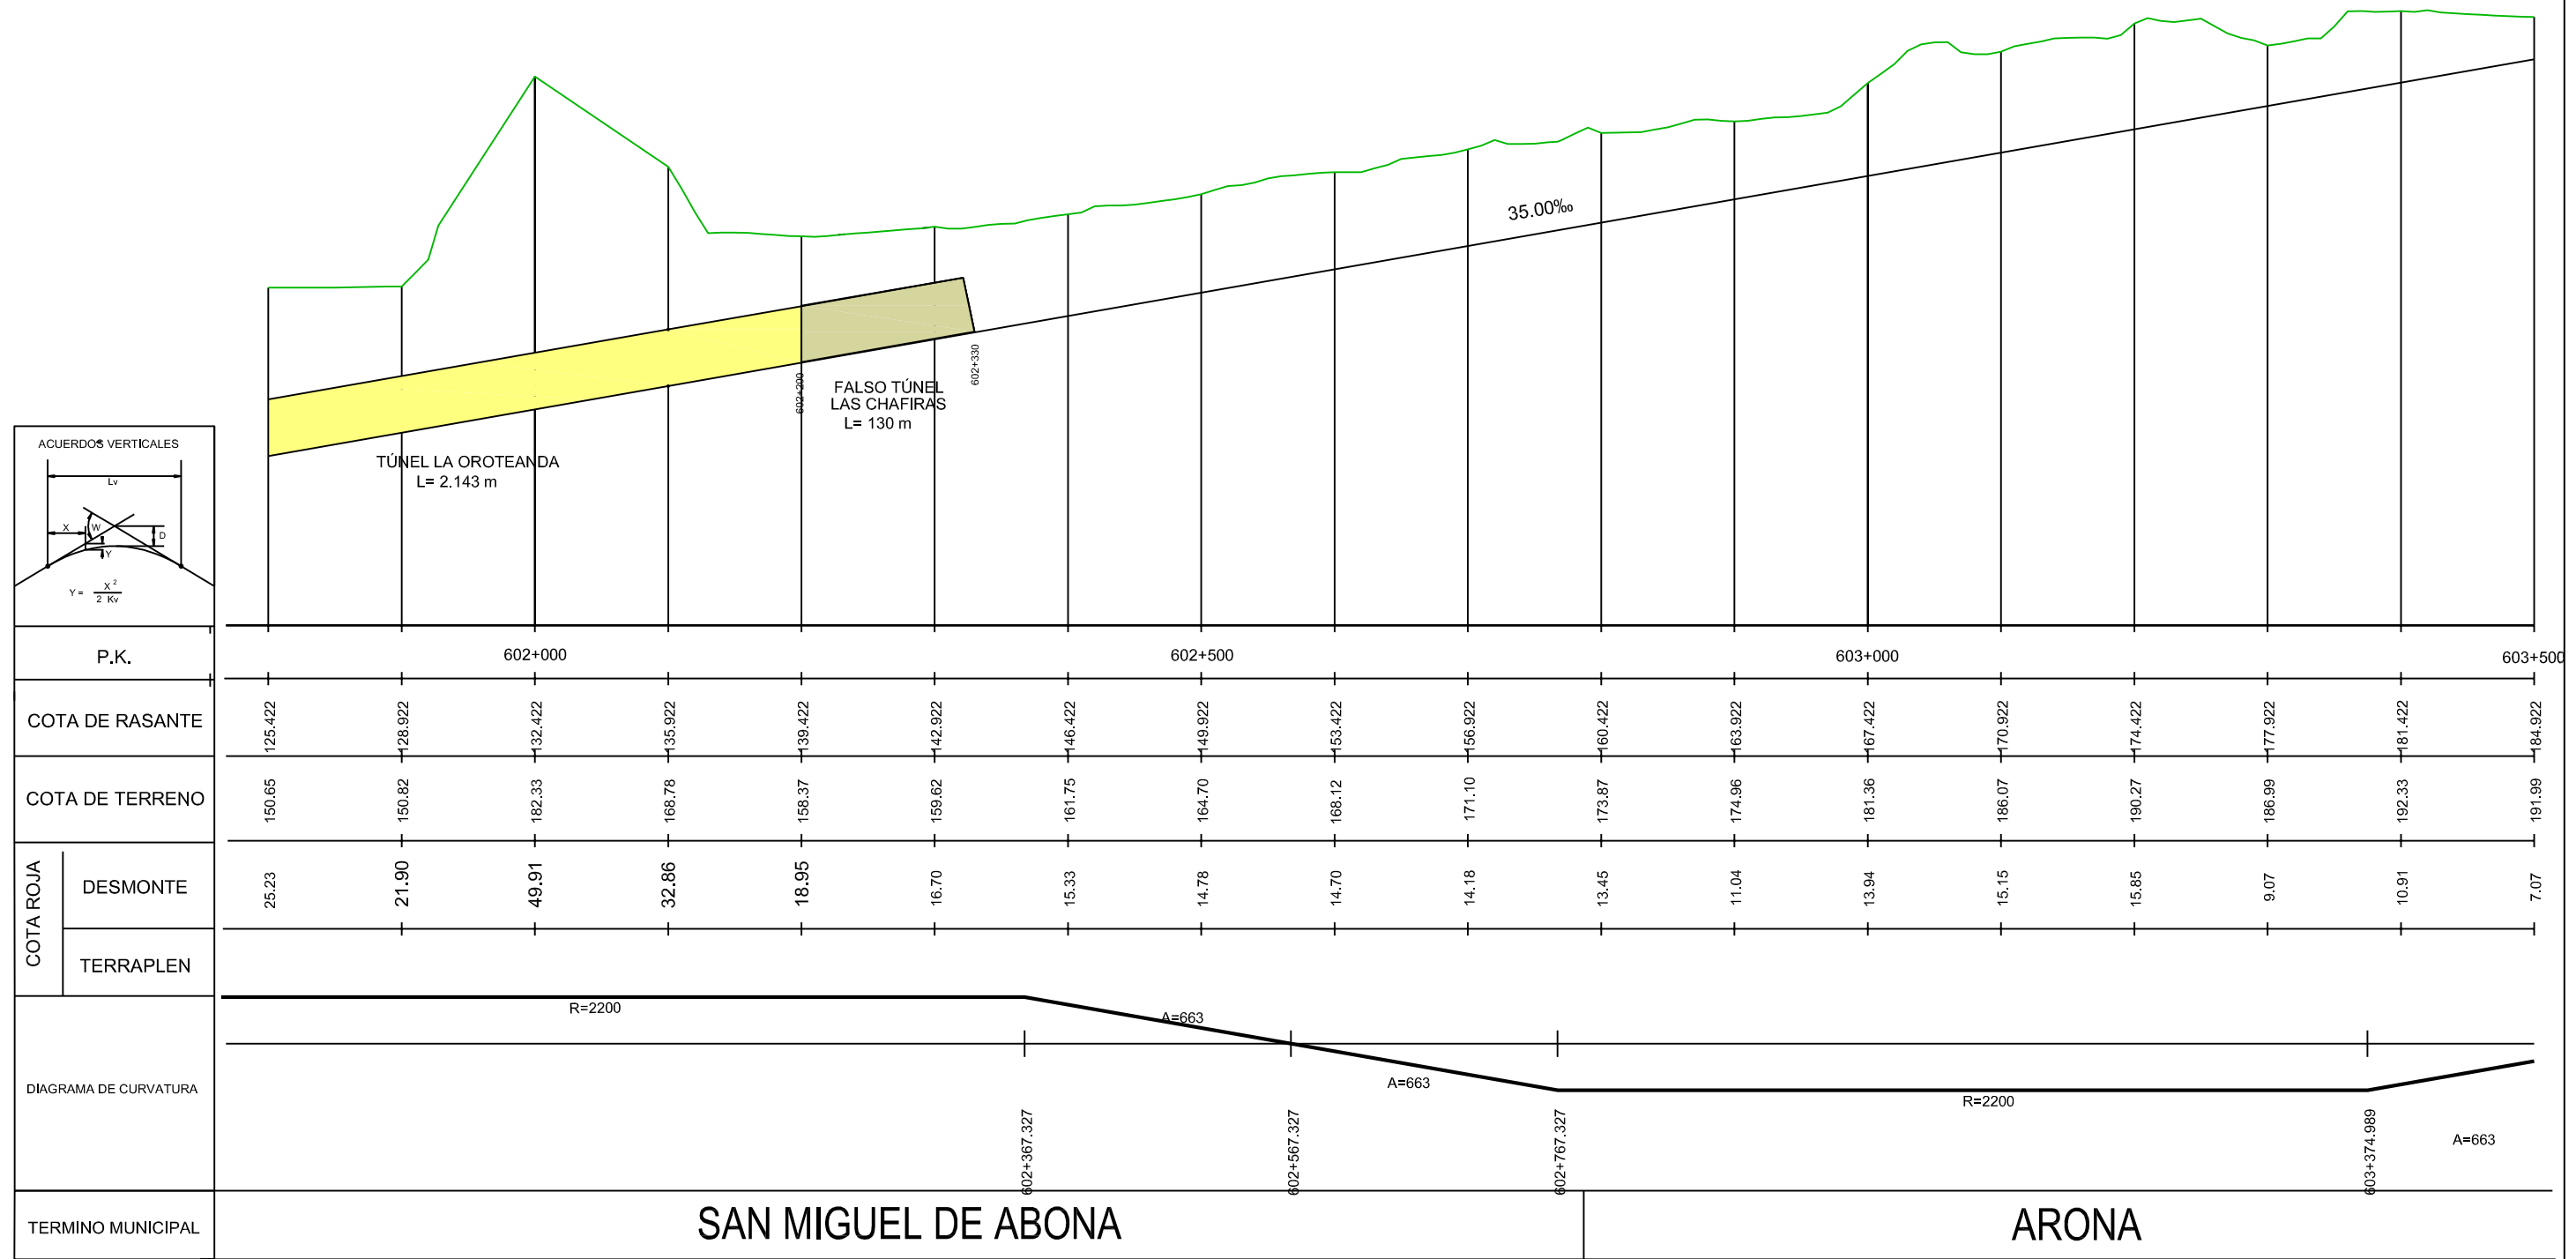 35.00‰
602+200
602+330
FALSO TÚNEL
LAS CHAFIRAS
L= 130 m
TÚNEL LA OROTEANDA
L= 2.143 m
ACUERDOS VERTICALES
Lv
X
W
D
Y
Y = X 2
2 Kv
P.K.
602+000
602+500
603+000
603+500
COTA DE RASANTE
125.422
128.922
132.422
135.922
139.422
142.922
146.422
149.922
153.422
156.922
160.422
163.922
167.422
170.922
174.422
177.922
181.422
184.922
COTA DE TERRENO
150.65
150.82
182.33
168.78
158.37
159.62
161.75
164.70
168.12
171.10
173.87
174.96
181.36
186.07
190.27
186.99
192.33
191.99
COTA ROJA
DESMONTE
25.23
21.90
49.91
32.86
18.95
16.70
15.33
14.78
14.70
14.18
13.45
11.04
13.94
15.15
15.85
9.07
10.91
7.07
TERRAPLEN
DIAGRAMA DE CURVATURA
R=2200
A=663
A=663
R=2200
A=663
602+367.327
602+567.327
602+767.327
603+374.989
TERMINO MUNICIPAL
SAN MIGUEL DE ABONA
ARONA